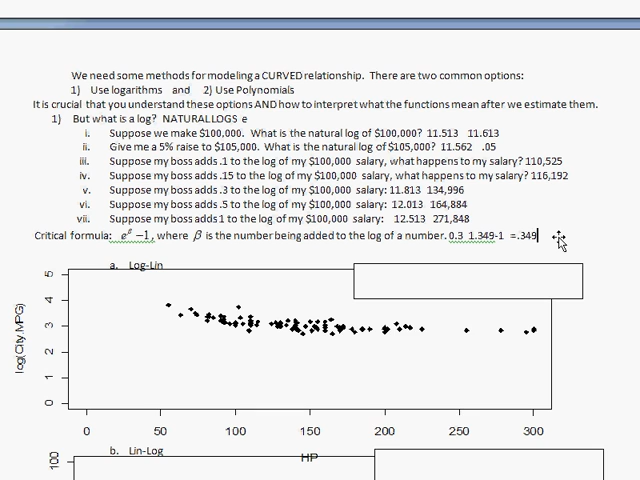 We need some methods for modeling a CURVED relationship. There are two common options:
1) Use logarithms and 2) Use Polynomials
It is crucial that you understand these options AND how to interpret what the functions mean after we estimate them.
1) But what is a log? NATURAL LOGS e
i. Suppose we make $100,000. What is the natural log of $100,000? 11.513 11.613
ii. Give me a 5% raise to $105,000. What is the natural log of $105,000? 11.562 .05
iii. Suppose my boss adds .1 to the log of my $100,000 salary, what happens to my salary? 110,525
iv. Suppose my boss adds .15 to the log of my $100,000 salary, what happens to my salary? 116,192
v. Suppose my boss adds .3 to the log of my $100,000 salary: 11.813 134,996
vi. Suppose my boss adds .5 to the log of my $100,000 salary: 12.013 164,884
vii. Suppose my boss adds 1 to the log of my $100,000 salary: 12.513 271,848
Critical formula: e^β −1, where β is the number being added to the log of a number. 0.3 1.349-1 =.349
a. Log-Lin
log(City.MPG)
5
4
3
2
1
0
0 50 100 150 200 250 300
HP
b. Lin-Log
100